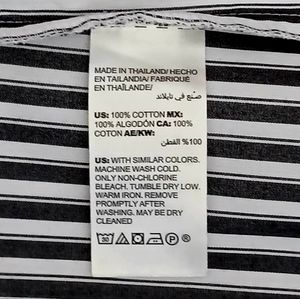 MADE IN THAILAND/ HECHO
EN TAILANDIA/ FABRIQUÉ
EN THAÏLANDE/
صنع في تايلاند
US: 100% COTTON MX:
100% ALGODÓN CA: 100%
COTON AE/KW:
100% القطن
US: WITH SIMILAR COLORS.
MACHINE WASH COLD.
ONLY NON-CHLORINE
BLEACH. TUMBLE DRY LOW.
WARM IRON. REMOVE
PROMPTLY AFTER
WASHING. MAY BE DRY
CLEANED.
30
P